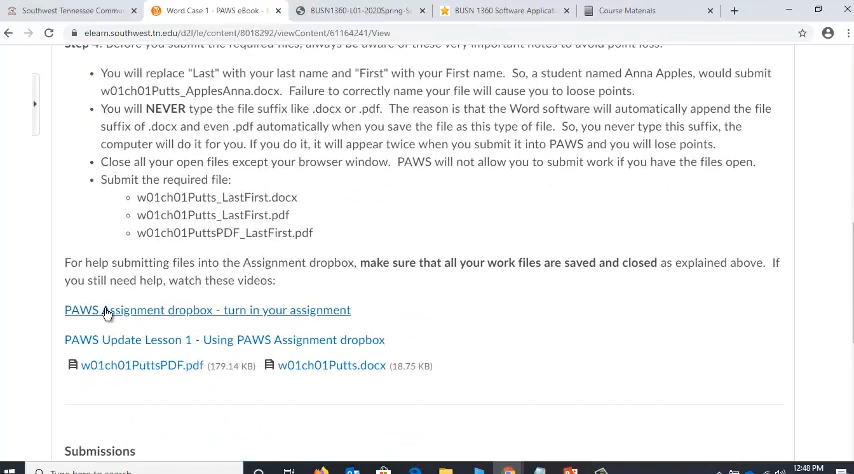 Southwest Tennessee Commun
Word Case 1 - PAWS eBook -
BUSN1360-L01-2020Spring-S
BUSN 1360 Software Applicati
Course Materials
elearn.southwest.tn.edu/d2l/le/content/8018292/viewContent/61164241/View
Step 4: Before you submit the required files, always be aware of these very important notes to avoid point loss:
You will replace "Last" with your last name and "First" with your First name. So, a student named Anna Apples, would submit
w01ch01Putts_ApplesAnna.docx. Failure to correctly name your file will cause you to loose points.
You will NEVER type the file suffix like .docx or .pdf. The reason is that the Word software will automatically append the file
suffix of .docx and even .pdf automatically when you save the file as this type of file. So, you never type this suffix, the
computer will do it for you. If you do it, it will appear twice when you submit it into PAWS and you will lose points.
Close all your open files except your browser window. PAWS will not allow you to submit work if you have the files open.
Submit the required file:
w01ch01Putts_LastFirst.docx
w01ch01Putts_LastFirst.pdf
w01ch01PuttsPDF_LastFirst.pdf
For help submitting files into the Assignment dropbox, make sure that all your work files are saved and closed as explained above. If
you still need help, watch these videos:
PAWS Assignment dropbox - turn in your assignment
PAWS Update Lesson 1 - Using PAWS Assignment dropbox
w01ch01PuttsPDF.pdf (179.14 KB) w01ch01Putts.docx (18.75 KB)
Submissions
Type here to search
12:48 PM